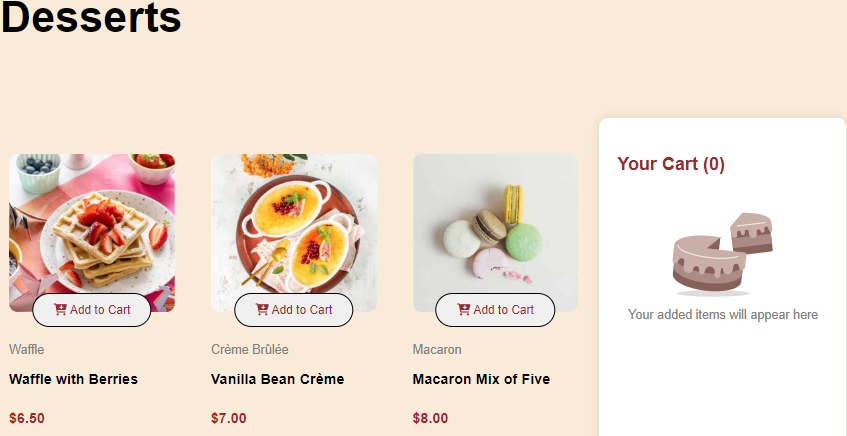 Desserts
Your Cart (0)
Add to Cart
Add to Cart
Add to Cart
Your added items will appear here
Waffle
Crème Brûlée
Macaron
Waffle with Berries
Vanilla Bean Crème
Macaron Mix of Five
$6.50
$7.00
$8.00